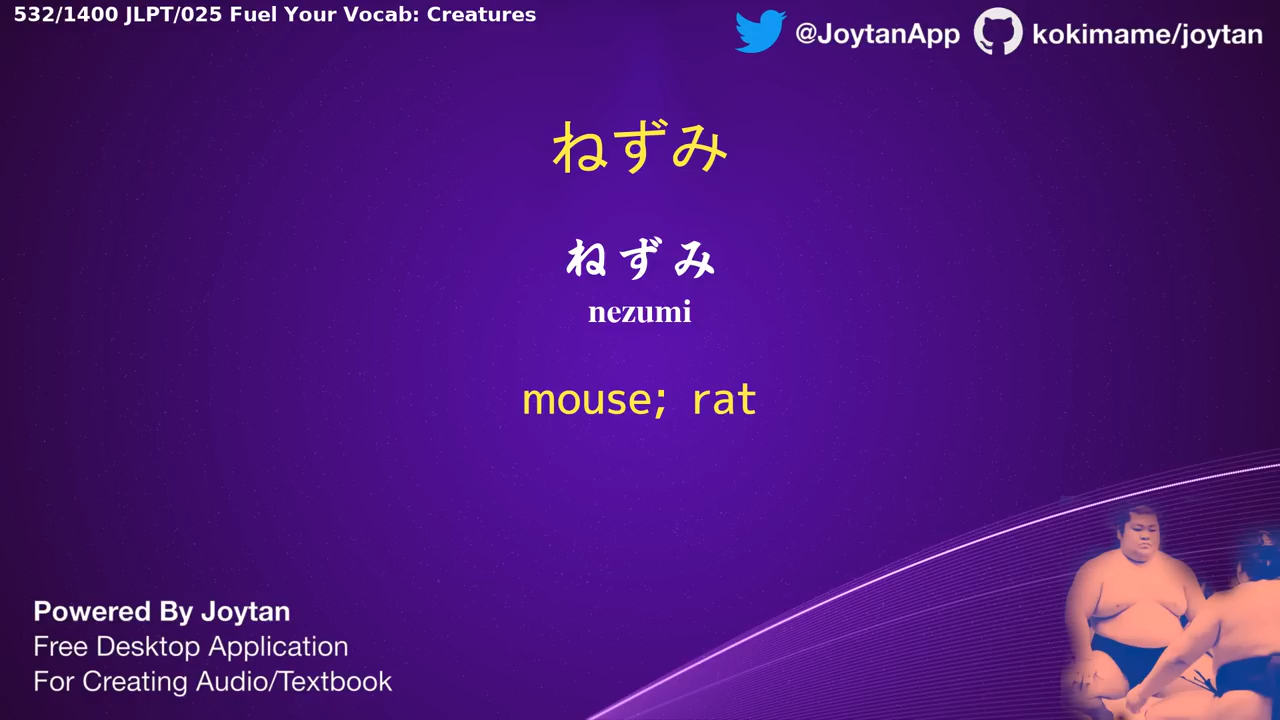 532/1400 JLPT/025 Fuel Your Vocab: Creatures
@JoytanApp kokimame/joytan
ねずみ
ねずみ
nezumi
mouse; rat
Powered By Joytan
Free Desktop Application
For Creating Audio/Textbook